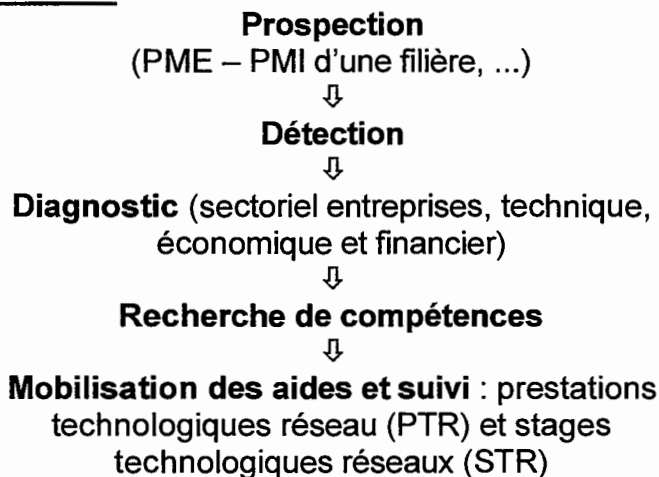 Prospection
(PME – PMI d'une filière, ...)
⇩
Détection
⇩
Diagnostic (sectoriel entreprises, technique,
économique et financier)
⇩
Recherche de compétences
⇩
Mobilisation des aides et suivi : prestations
technologiques réseau (PTR) et stages
technologiques réseaux (STR)